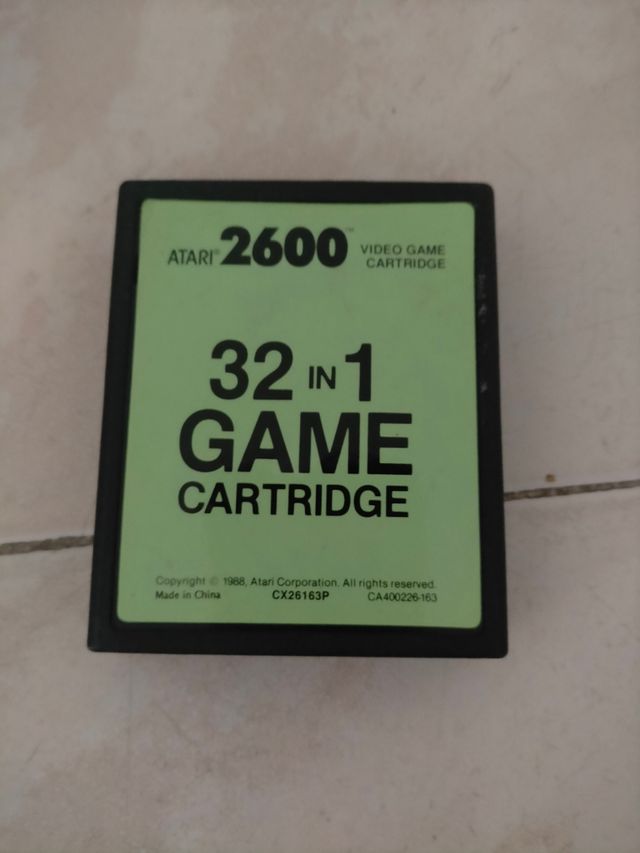 ATARI® 2600™ VIDEO GAME
CARTRIDGE
32 IN 1
GAME
CARTRIDGE
Copyright © 1988, Atari Corporation. All rights reserved.
Made in China CX26163P CA400226-163